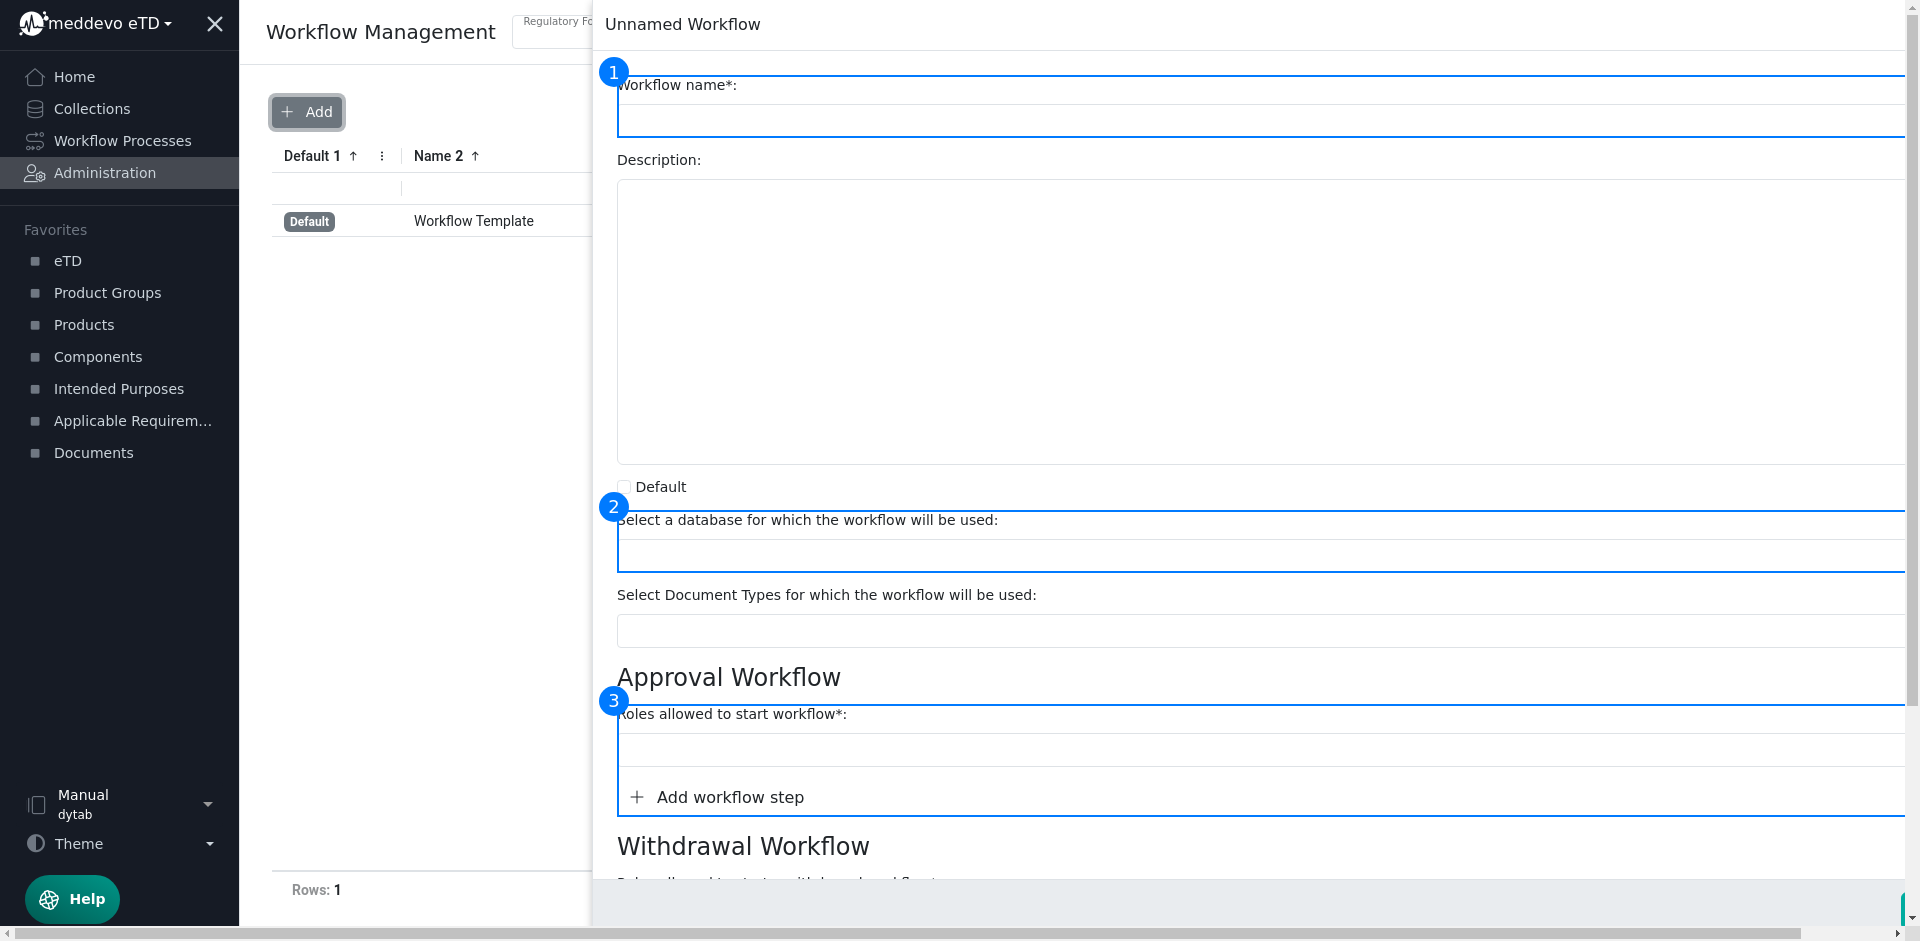 meddevo eTD
Home
Collections
Workflow Processes
Administration
Favorites
eTD
Product Groups
Products
Components
Intended Purposes
Applicable Requirem...
Documents
Manual
dytab
Theme
Help
Workflow Management
Regulatory Fo
Add
Default 1
Name 2
Default
Workflow Template
Rows: 1
Unnamed Workflow
1
Workflow name*:
Description:
Default
2
Select a database for which the workflow will be used:
Select Document Types for which the workflow will be used:
Approval Workflow
3
Roles allowed to start workflow*:
Add workflow step
Withdrawal Workflow